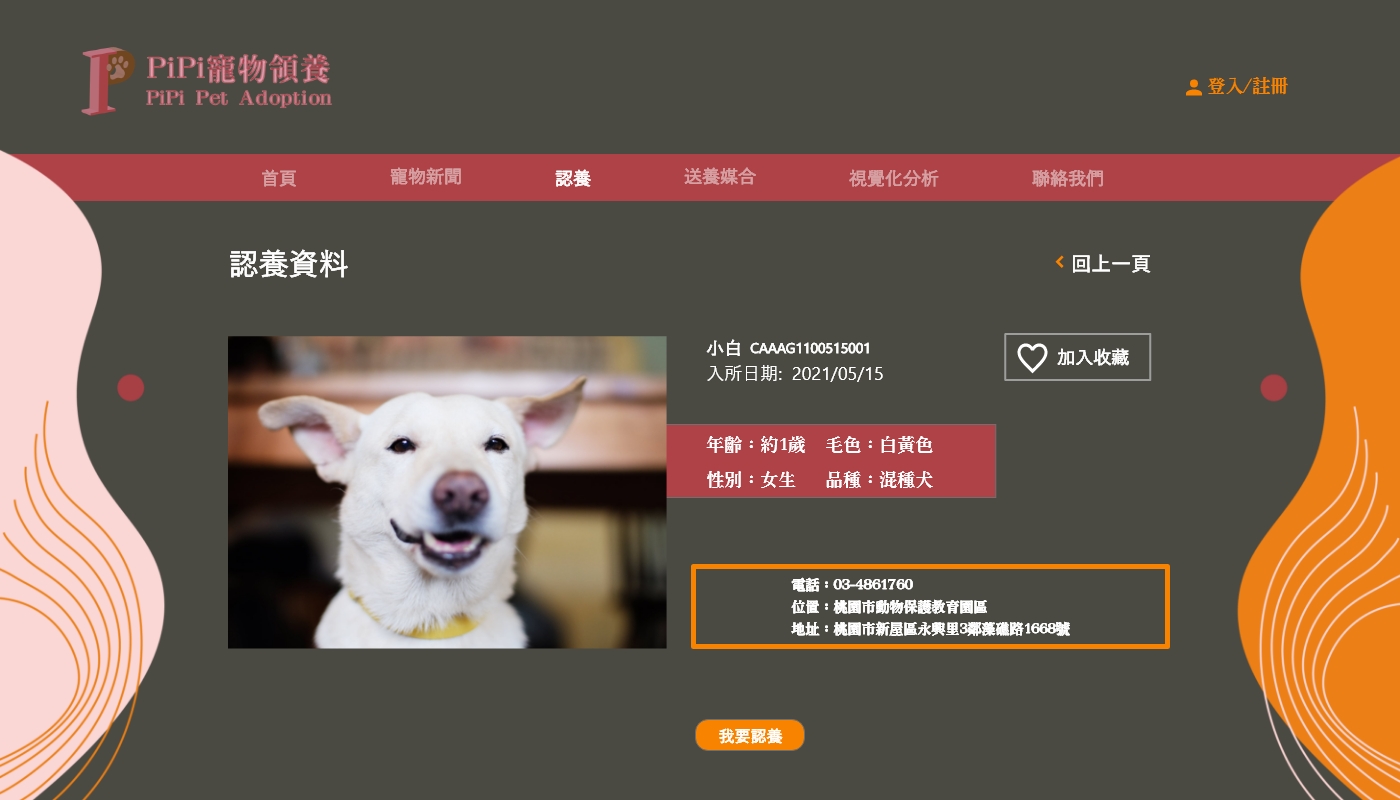 PiPi寵物領養
PiPi Pet Adoption
登入/註冊
首頁
寵物新聞
認養
送養媒合
視覺化分析
聯絡我們
認養資料
回上一頁
小白 CAAAG1100515001
入所日期: 2021/05/15
加入收藏
年齡：約1歲 毛色：白黃色
性別：女生 品種：混種犬
電話：03-4861760
位置：桃園市動物保護教育園區
地址：桃園市新屋區永興里3鄰藻礁路1668號
我要認養